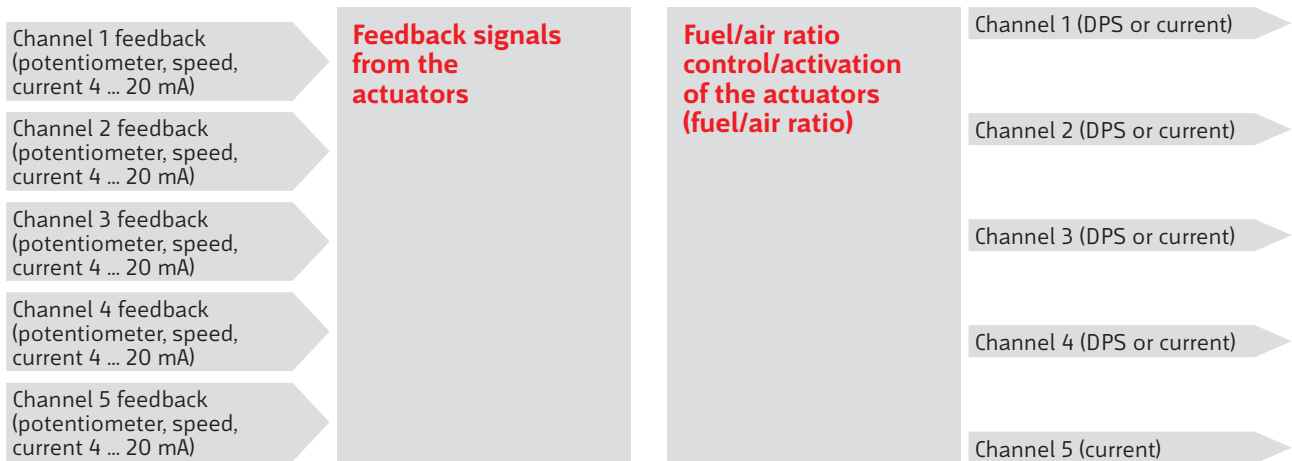 Channel 1 feedback
(potentiometer, speed,
current 4 ... 20 mA)
Channel 2 feedback
(potentiometer, speed,
current 4 ... 20 mA)
Channel 3 feedback
(potentiometer, speed,
current 4 ... 20 mA)
Channel 4 feedback
(potentiometer, speed,
current 4 ... 20 mA)
Channel 5 feedback
(potentiometer, speed,
current 4 ... 20 mA)
Feedback signals
from the
actuators
Fuel/air ratio
control/activation
of the actuators
(fuel/air ratio)
Channel 1 (DPS or current)
Channel 2 (DPS or current)
Channel 3 (DPS or current)
Channel 4 (DPS or current)
Channel 5 (current)